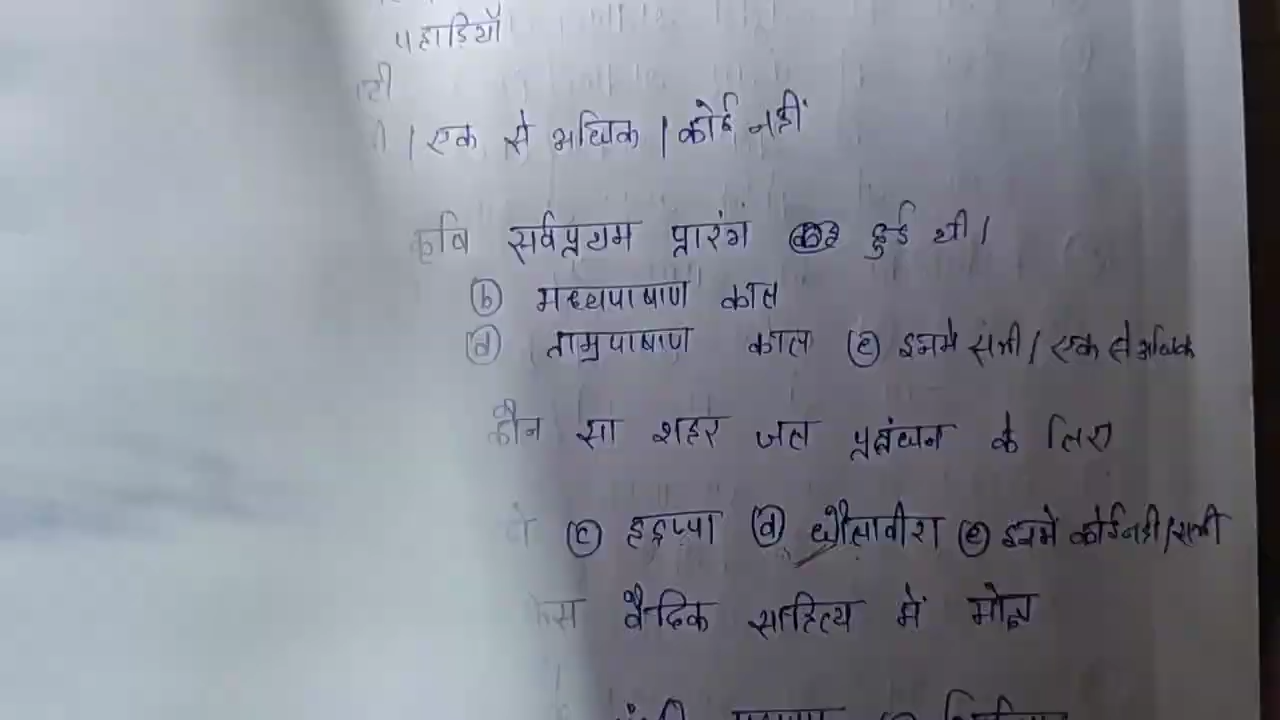 पहाड़ियाँ
टी
/ एक से अधिक / कोई नहीं
कृषि सर्वप्रथम प्रारंभ हुई थी।
(b) मध्यपाषाण काल
(d) ताम्रपाषाण काल (e) इनमे सभी / एक से अधिक
कौन सा शहर जल प्रबंधन के लिए
(c) हड़प्पा (d) धौलावीरा (e) इनमे कोई नही/सभी
वैदिक साहित्य में मोक्ष